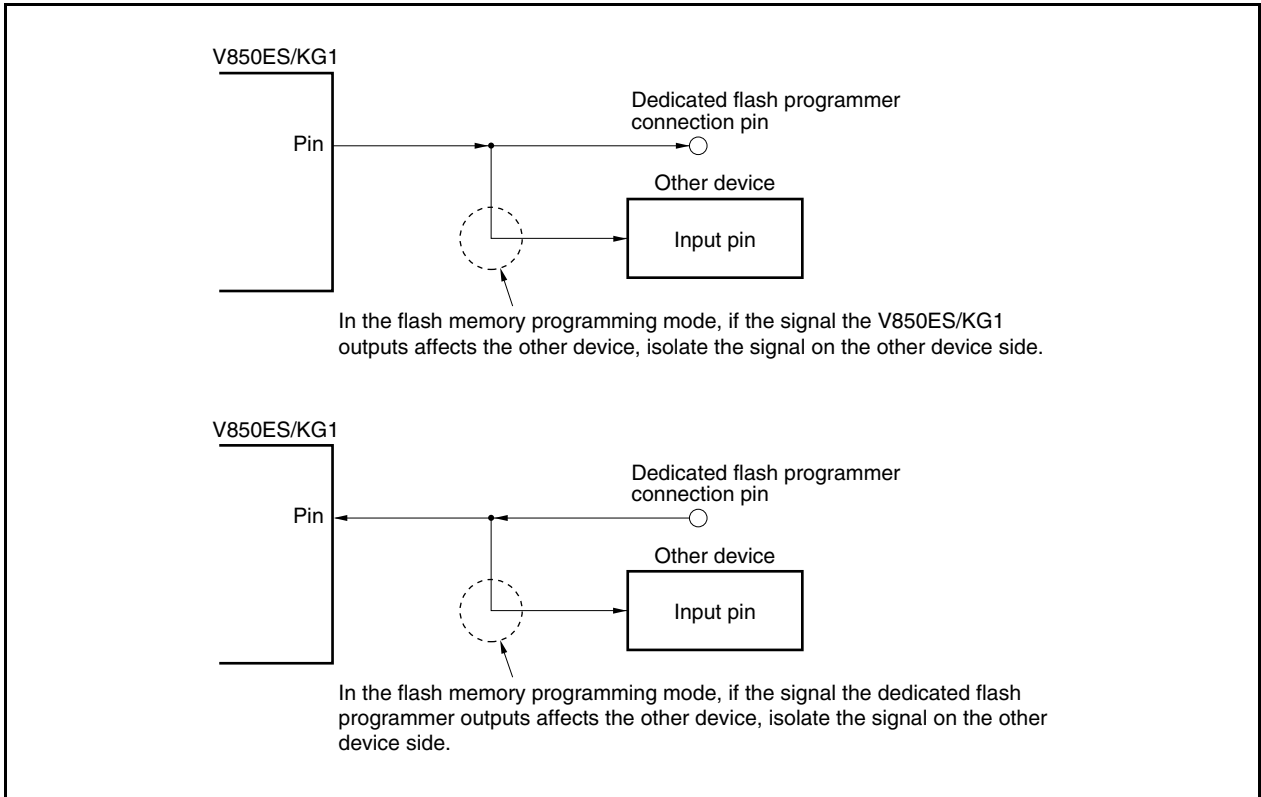 V850ES/KG1
Dedicated flash programmer
connection pin
Pin
Other device
Input pin
In the flash memory programming mode, if the signal the V850ES/KG1
outputs affects the other device, isolate the signal on the other device side.
V850ES/KG1
Dedicated flash programmer
connection pin
Pin
Other device
Input pin
In the flash memory programming mode, if the signal the dedicated flash
programmer outputs affects the other device, isolate the signal on the other
device side.